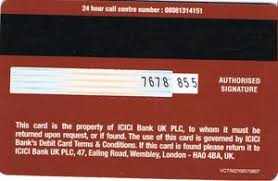 24 hour call centre number : 08081314151
7678 855
AUTHORISED
SIGNATURE
This card is the property of ICICI Bank UK PLC, to whom it must be
returned upon request or if found. The use of this card is governed by ICICI
Bank's Debit Card Terms & Conditions. If this card is found please return it to
ICICI Bank UK PLC, 47, Ealing Road, Wembley, London - HA0 4BA, UK.